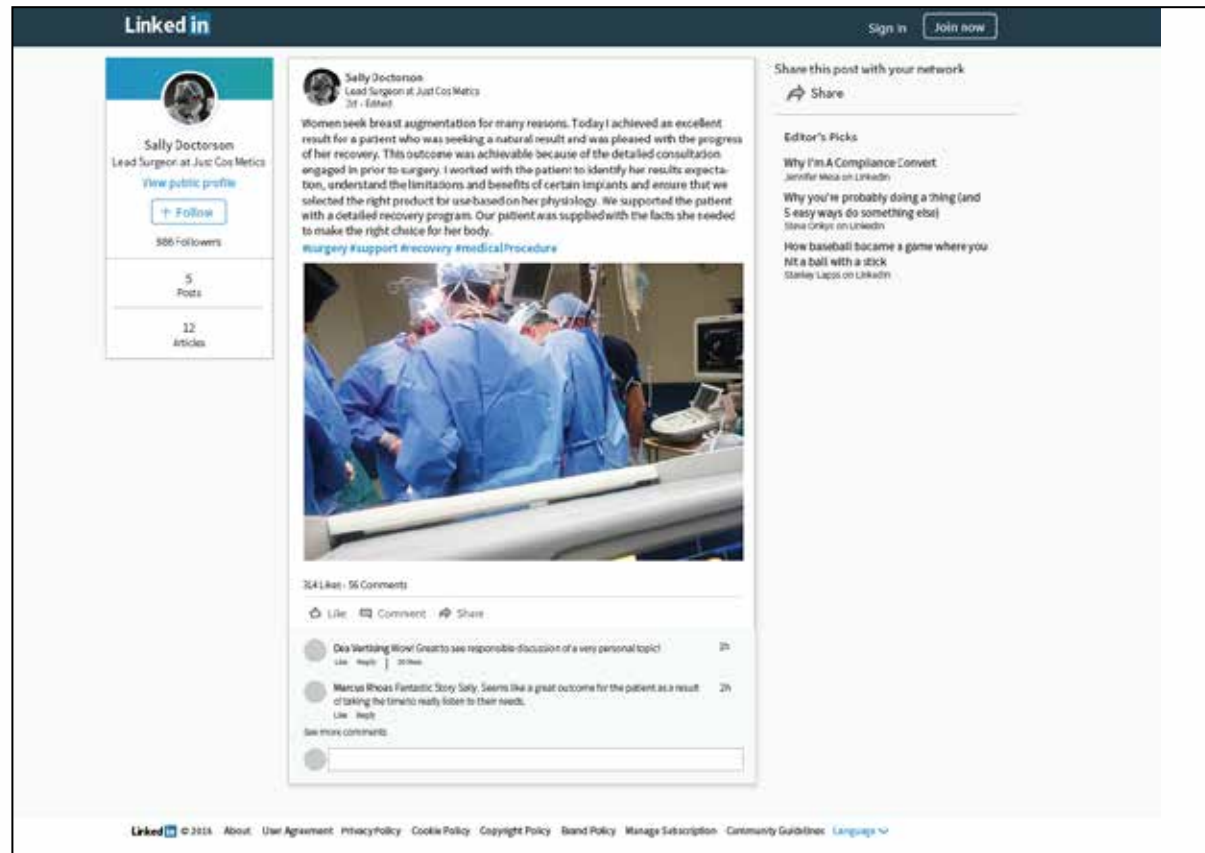 Linked in
Sign in
Join now
Sally Doctorson
Lead Surgeon at Just Cos Metics
View public profile
+ Follow
986 Followers
5
Posts
12
Articles
Sally Doctorson
Lead Surgeon at Just Cos Metics
2d - Edited
Women seek breast augmentation for many reasons. Today I achieved an excellent
result for a patient who was seeking a natural result and was pleased with the progress
of her recovery. This outcome was achievable because of the detailed consultation
engaged in prior to surgery. I worked with the patient to identify her results expecta-
tion, understand the limitations and benefits of certain implants and ensure that we
selected the right product for use based on her physiology. We supported the patient
with a detailed recovery program. Our patient was supplied with the facts she needed
to make the right choice for her body.
#surgery #support #recovery #medicalProcedure
314 Likes - 56 Comments
Like Comment Share
Dea Vertising Wow! Great to see responsible discussion of a very personal topic! 2h
Like Reply
Marcus Rhoas Fantastic Story Sally. Seems like a great outcome for the patient as a result 2h
of taking the time to really listen to their needs.
Like Reply
See more comments
Share this post with your network
Share
Editor's Picks
Why I'm A Compliance Convert
Jennifer Mesa on LinkedIn
Why you're probably doing a thing (and
5 easy ways do something else)
on LinkedIn
How baseball became a game where you
hit a ball with a stick
Stanley Lapps on LinkedIn
Linked in © 2018 About User Agreement Privacy Policy Cookie Policy Copyright Policy Brand Policy Manage Subscription Community Guidelines Language